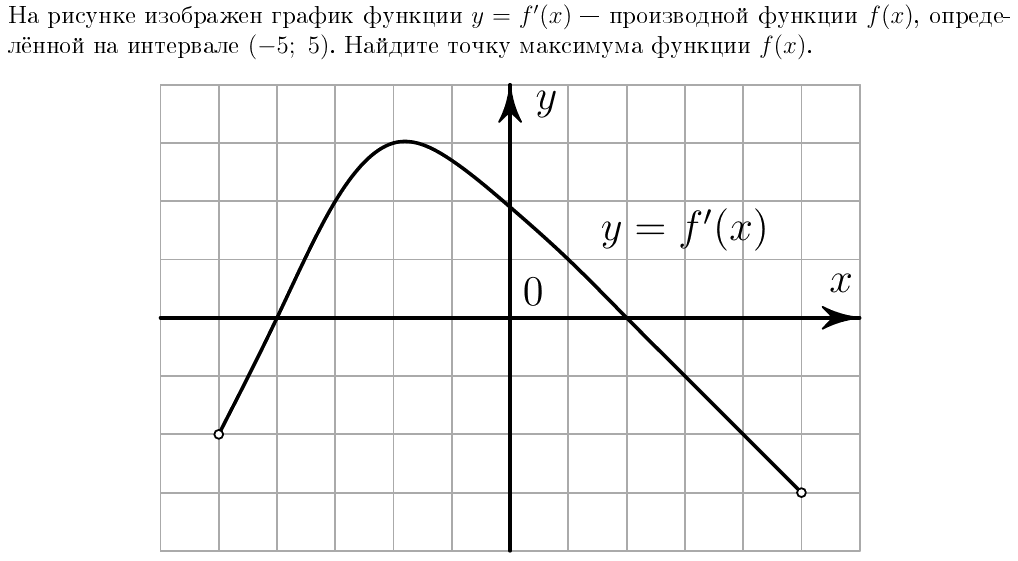 На рисунке изображен график функции y = f′(x) — производной функции f(x), опреде-
лённой на интервале (−5; 5). Найдите точку максимума функции f(x).
y
y = f′(x)
x
0